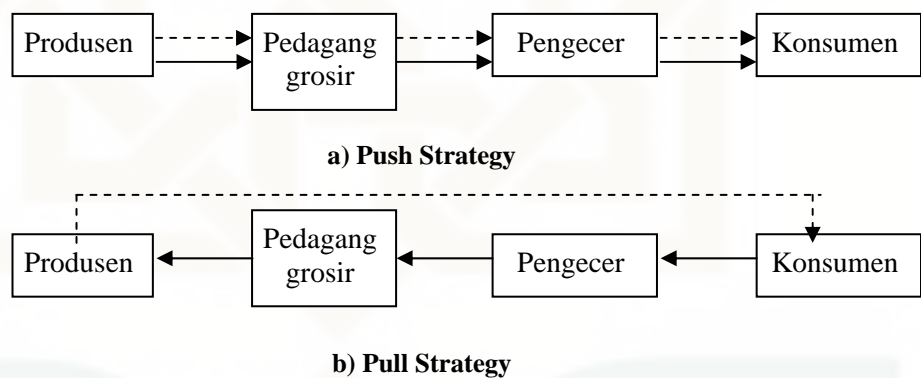 Produsen
Pedagang
grosir
Pengecer
Konsumen
a) Push Strategy
Produsen
Pedagang
grosir
Pengecer
Konsumen
b) Pull Strategy